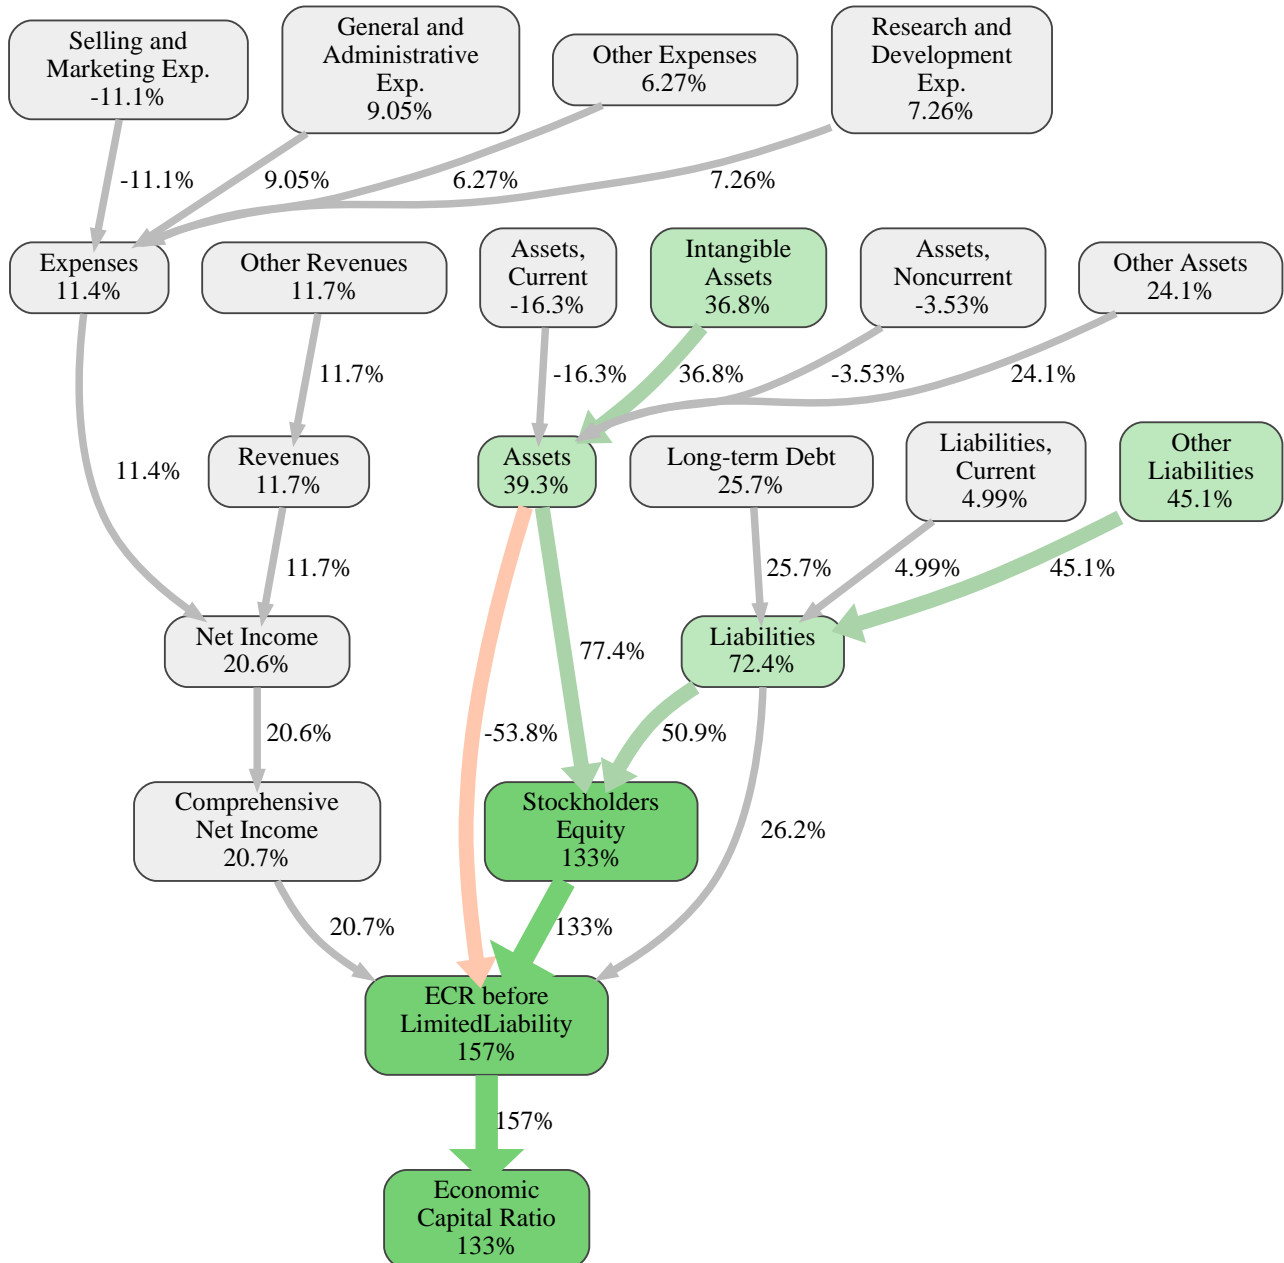 Selling and
Marketing Exp.
-11.1%
General and
Administrative
Exp.
9.05%
Other Expenses
6.27%
Research and
Development
Exp.
7.26%
-11.1%
9.05%
6.27%
7.26%
Expenses
11.4%
Other Revenues
11.7%
Assets,
Current
-16.3%
Intangible
Assets
36.8%
Assets,
Noncurrent
-3.53%
Other Assets
24.1%
11.7%
-16.3%
36.8%
-3.53%
24.1%
11.4%
Revenues
11.7%
Assets
39.3%
Long-term Debt
25.7%
Liabilities,
Current
4.99%
Other
Liabilities
45.1%
11.7%
25.7%
4.99%
45.1%
Net Income
20.6%
77.4%
Liabilities
72.4%
20.6%
-53.8%
50.9%
Comprehensive
Net Income
20.7%
Stockholders
Equity
133%
26.2%
20.7%
133%
ECR before
LimitedLiability
157%
157%
Economic
Capital Ratio
133%